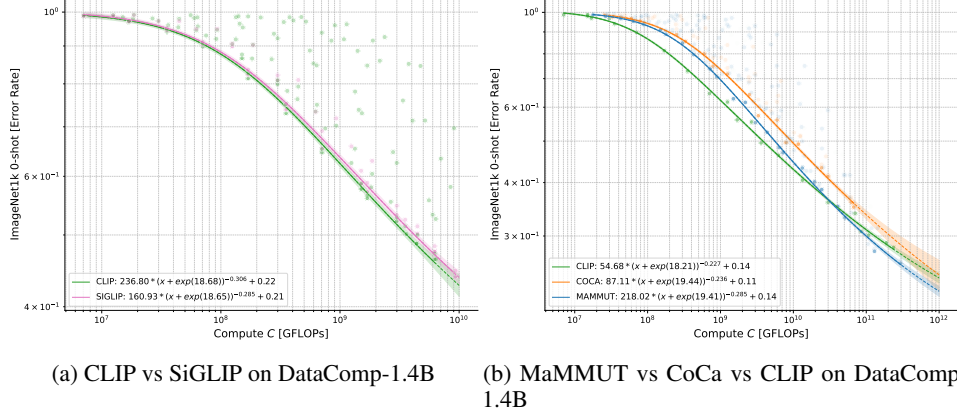 10⁰
ImageNet1k 0-shot [Error Rate]
6 × 10⁻¹
4 × 10⁻¹
CLIP: 236.80 * (x + exp(18.68))⁻⁰·³⁰⁶ + 0.22
SIGLIP: 160.93 * (x + exp(18.65))⁻⁰·²⁸⁵ + 0.21
10⁷ 10⁸ 10⁹ 10¹⁰
Compute C [GFLOPs]
(a) CLIP vs SiGLIP on DataComp-1.4B
10⁰
ImageNet1k 0-shot [Error Rate]
6 × 10⁻¹
4 × 10⁻¹
3 × 10⁻¹
CLIP: 54.68 * (x + exp(18.21))⁻⁰·²²⁷ + 0.14
COCA: 87.11 * (x + exp(19.44))⁻⁰·²³⁶ + 0.11
MAMMUT: 218.02 * (x + exp(19.41))⁻⁰·²⁸⁵ + 0.14
10⁷ 10⁸ 10⁹ 10¹⁰ 10¹¹ 10¹²
Compute C [GFLOPs]
(b) MaMMUT vs CoCa vs CLIP on DataComp
1.4B